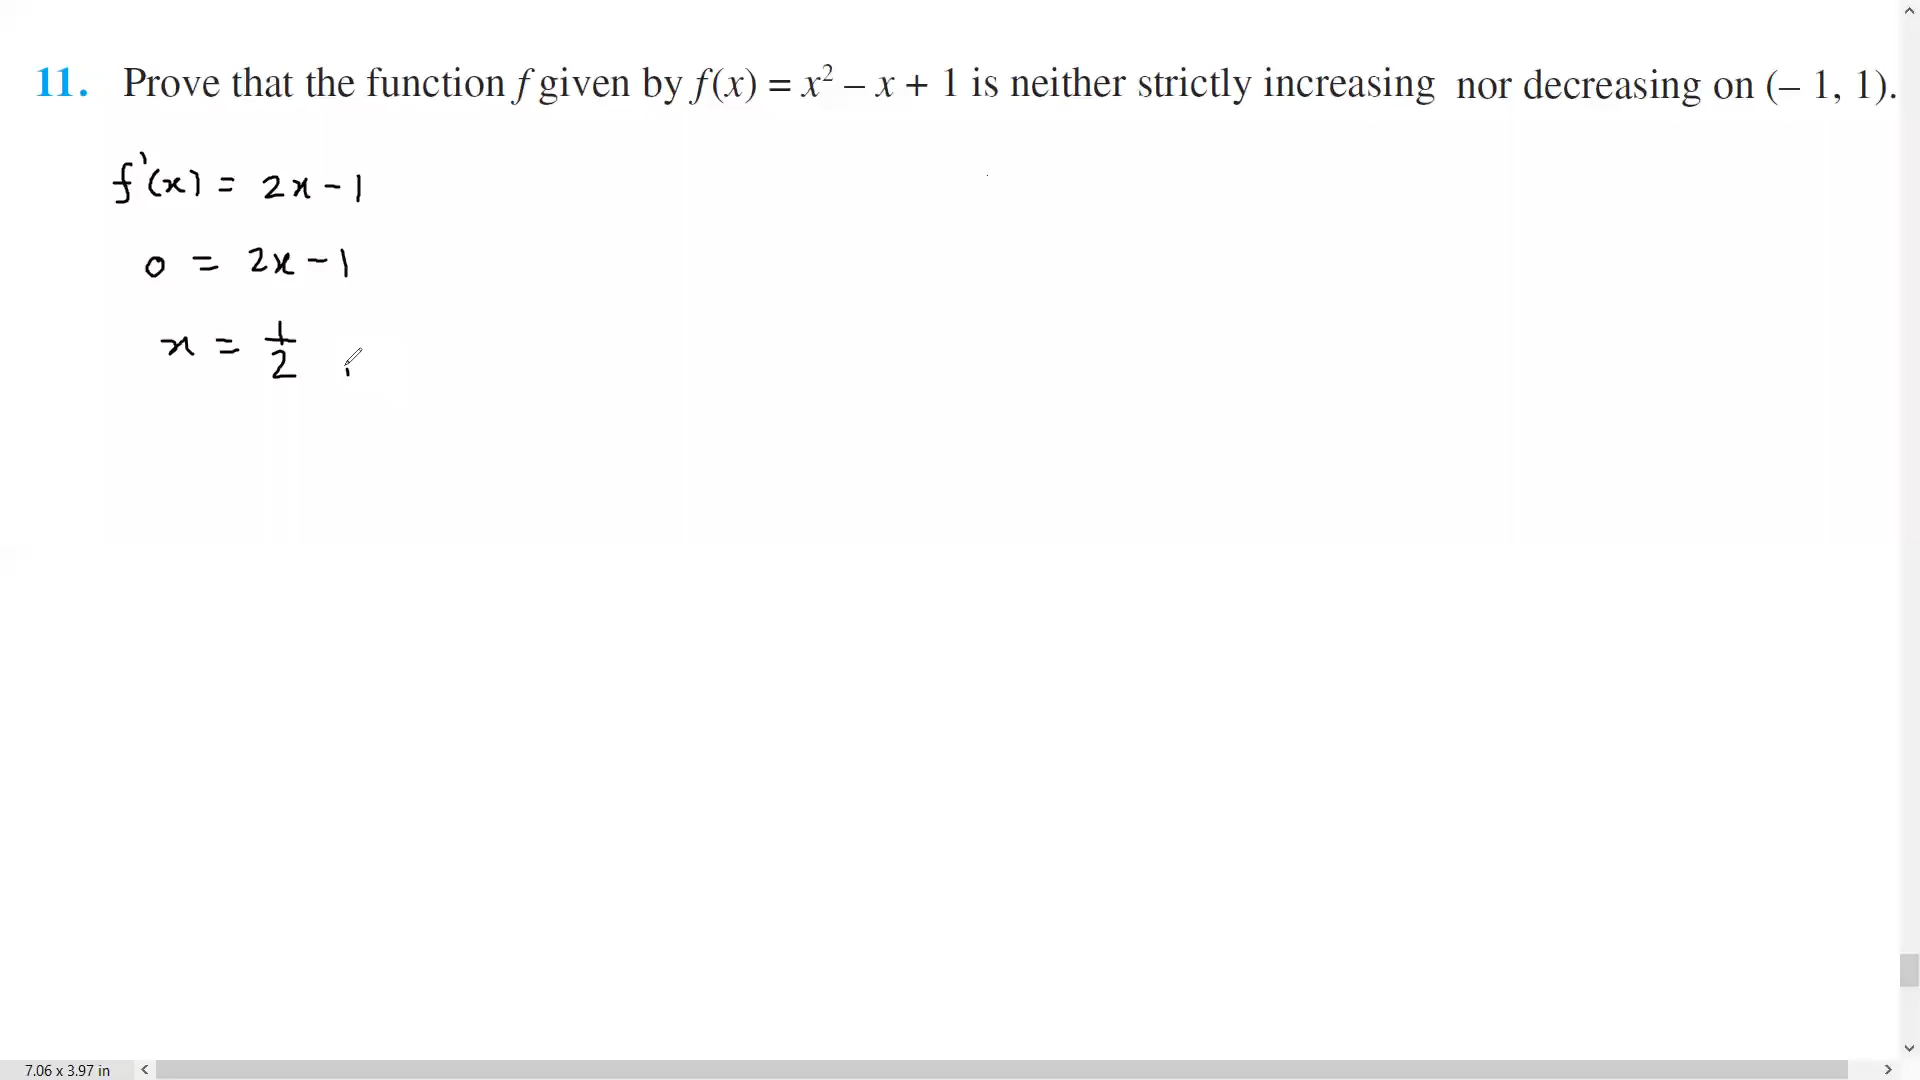 11. Prove that the function f given by f(x) = x² – x + 1 is neither strictly increasing nor decreasing on (– 1, 1).
f'(x) = 2x - 1
0 = 2x - 1
x = 1/2
7.06 x 3.97 in